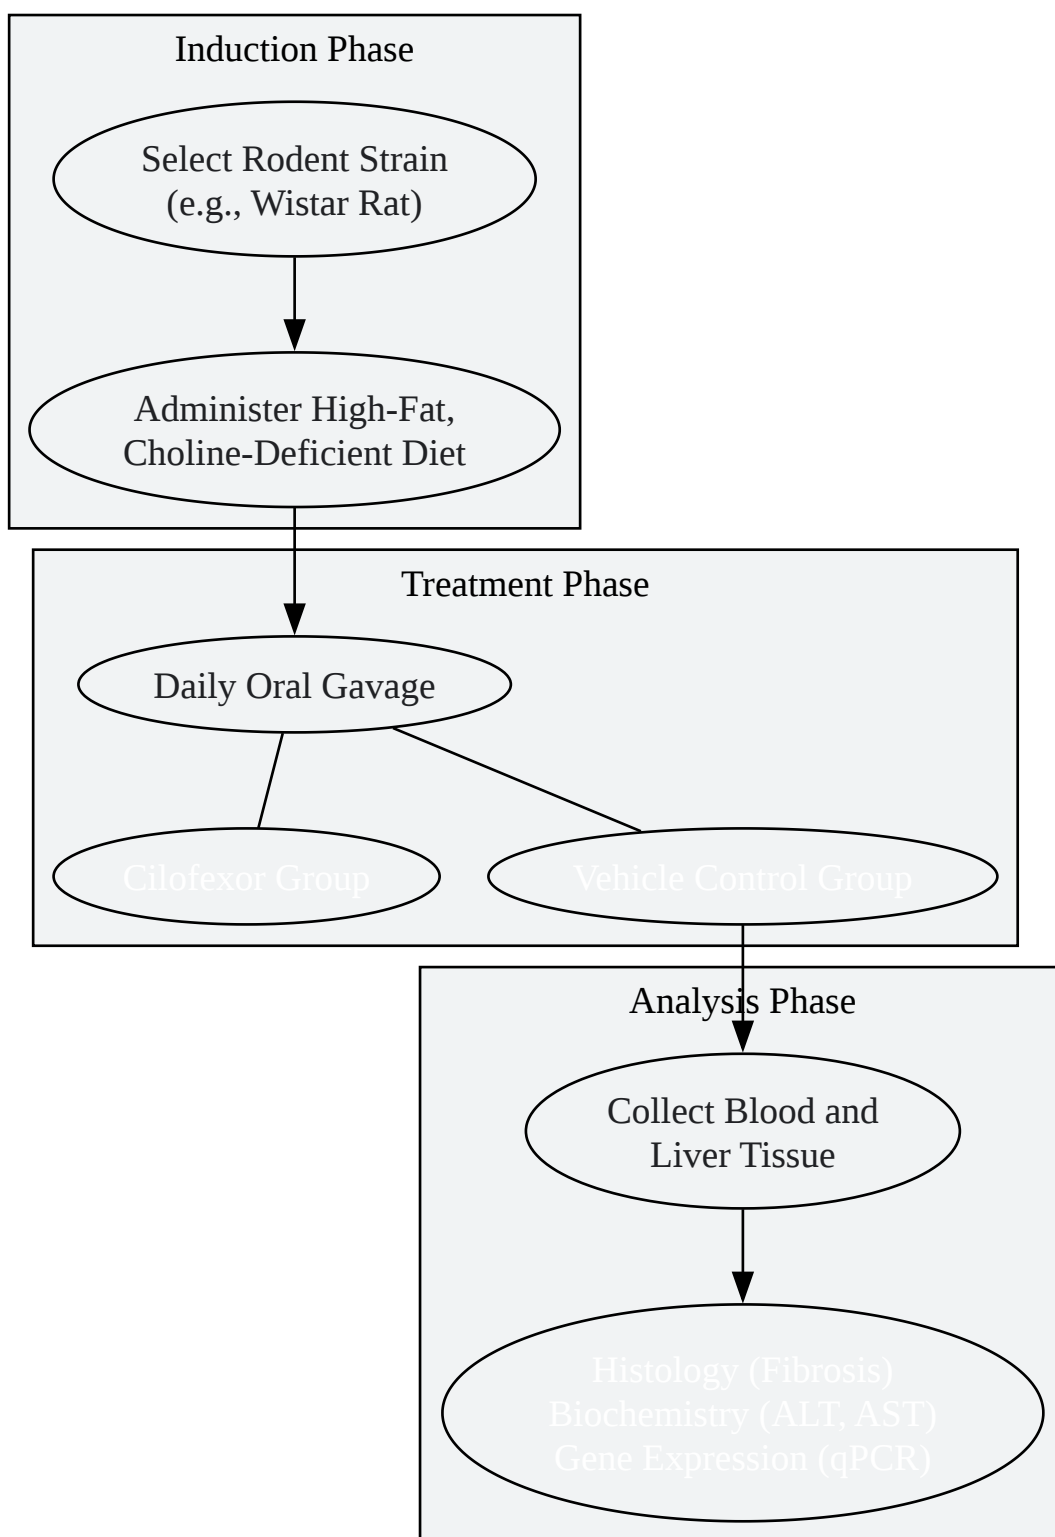 Induction Phase
Select Rodent Strain
(e.g., Wistar Rat)
Administer High-Fat,
Choline-Deficient Diet
Treatment Phase
Daily Oral Gavage
Cilofexor Group
Vehicle Control Group
Analysis Phase
Collect Blood and
Liver Tissue
Histology (Fibrosis)
Biochemistry (ALT, AST)
Gene Expression (qPCR)